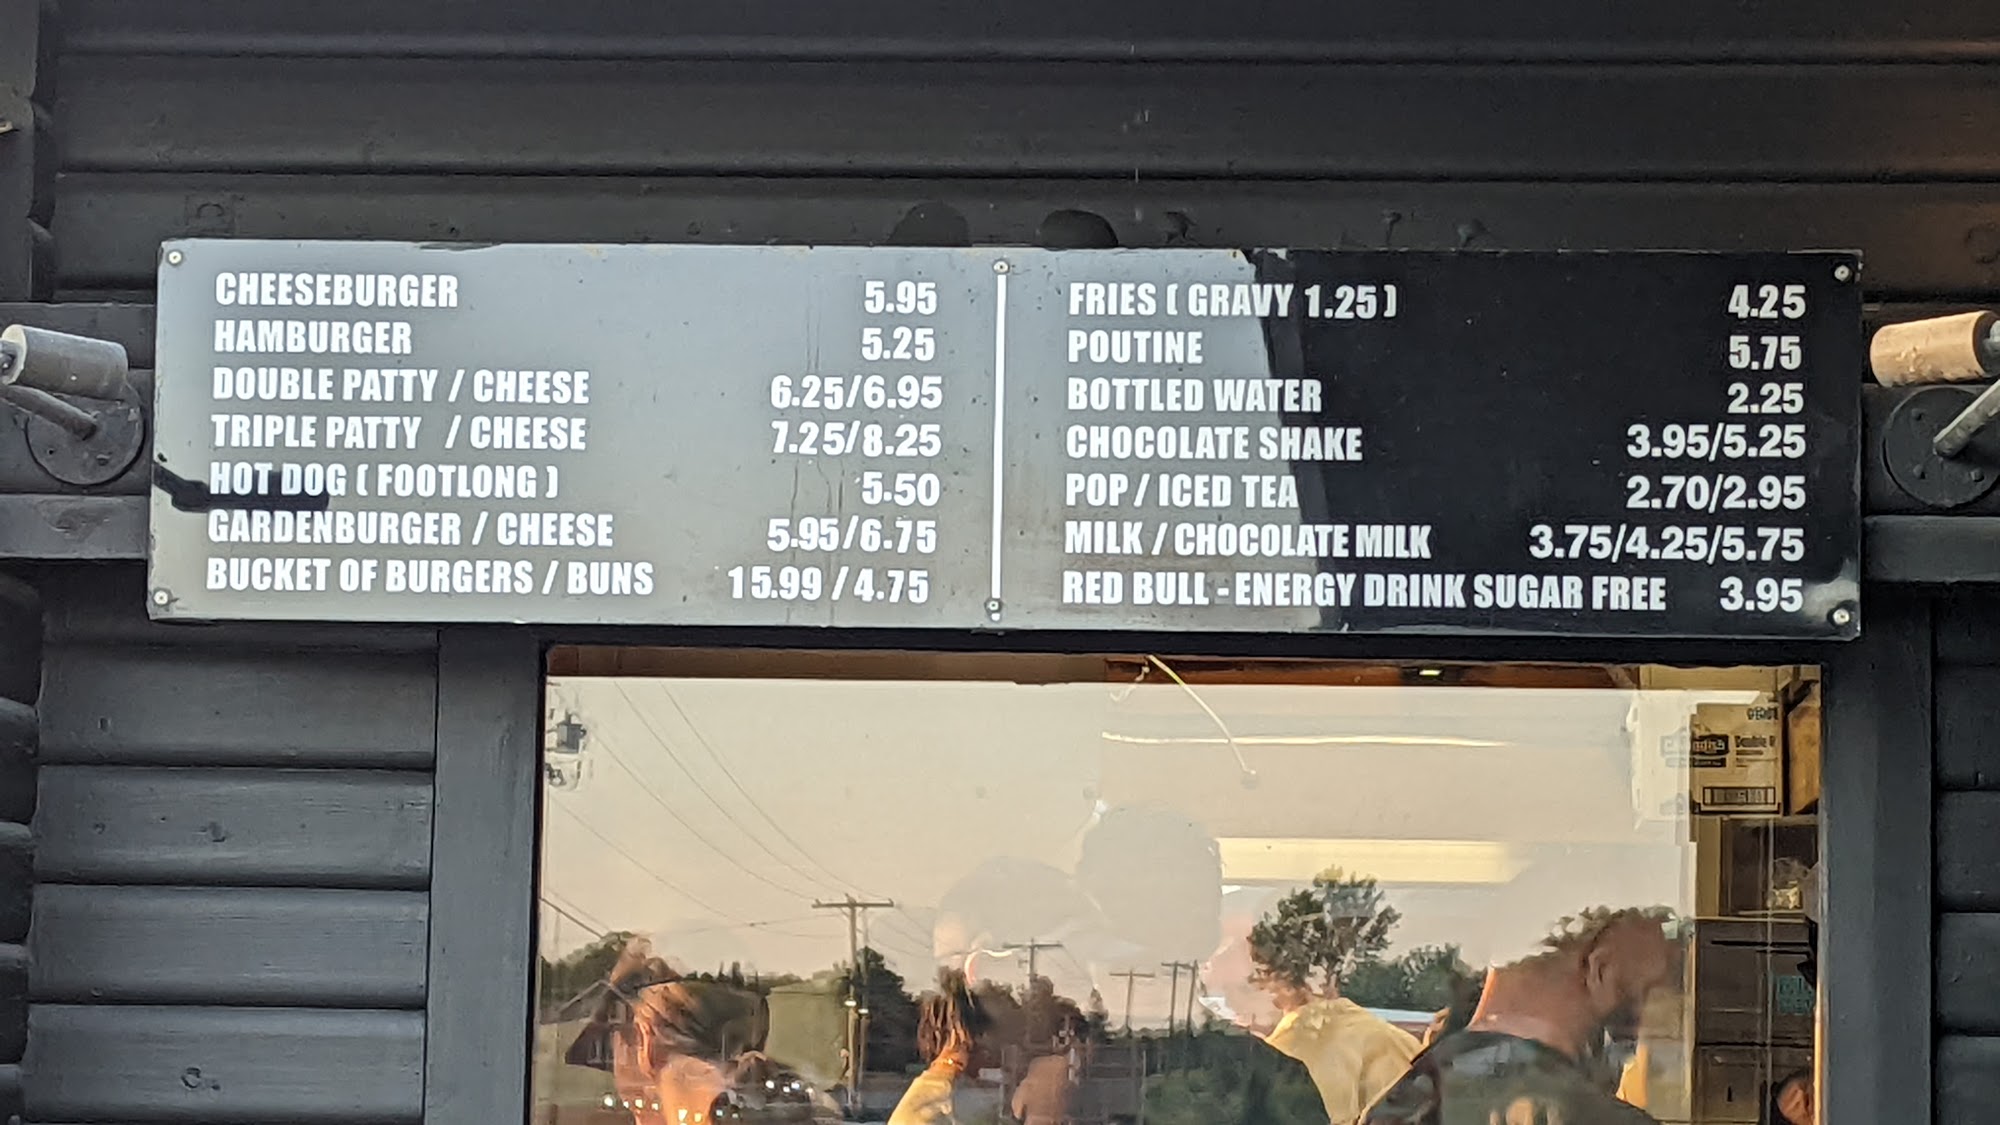 CHEESEBURGER 5.95
HAMBURGER 5.25
DOUBLE PATTY / CHEESE 6.25/6.95
TRIPLE PATTY / CHEESE 7.25/8.25
HOT DOG ( FOOTLONG ) 5.50
GARDENBURGER / CHEESE 5.95/6.75
BUCKET OF BURGERS / BUNS 15.99 / 4.75
FRIES ( GRAVY 1.25 ) 4.25
POUTINE 5.75
BOTTLED WATER 2.25
CHOCOLATE SHAKE 3.95/5.25
POP / ICED TEA 2.70/2.95
MILK / CHOCOLATE MILK 3.75/4.25/5.75
RED BULL - ENERGY DRINK SUGAR FREE 3.95